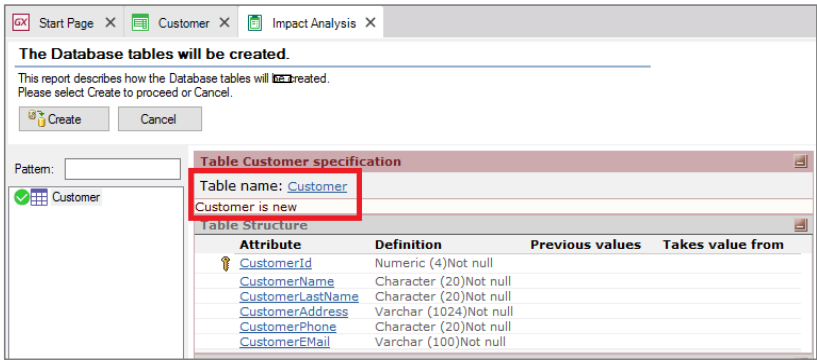 GX Start Page X Customer X Impact Analysis X
The Database tables will be created.
This report describes how the Database tables will be created.
Please select Create to proceed or Cancel.
Create Cancel
Pattern:
Customer
Table Customer specification
Table name: Customer
Customer is new
Table Structure
Attribute Definition Previous values Takes value from
CustomerId Numeric (4)Not null
CustomerName Character (20)Not null
CustomerLastName Character (20)Not null
CustomerAddress Varchar (1024)Not null
CustomerPhone Character (20)Not null
CustomerEMail Varchar (100)Not null